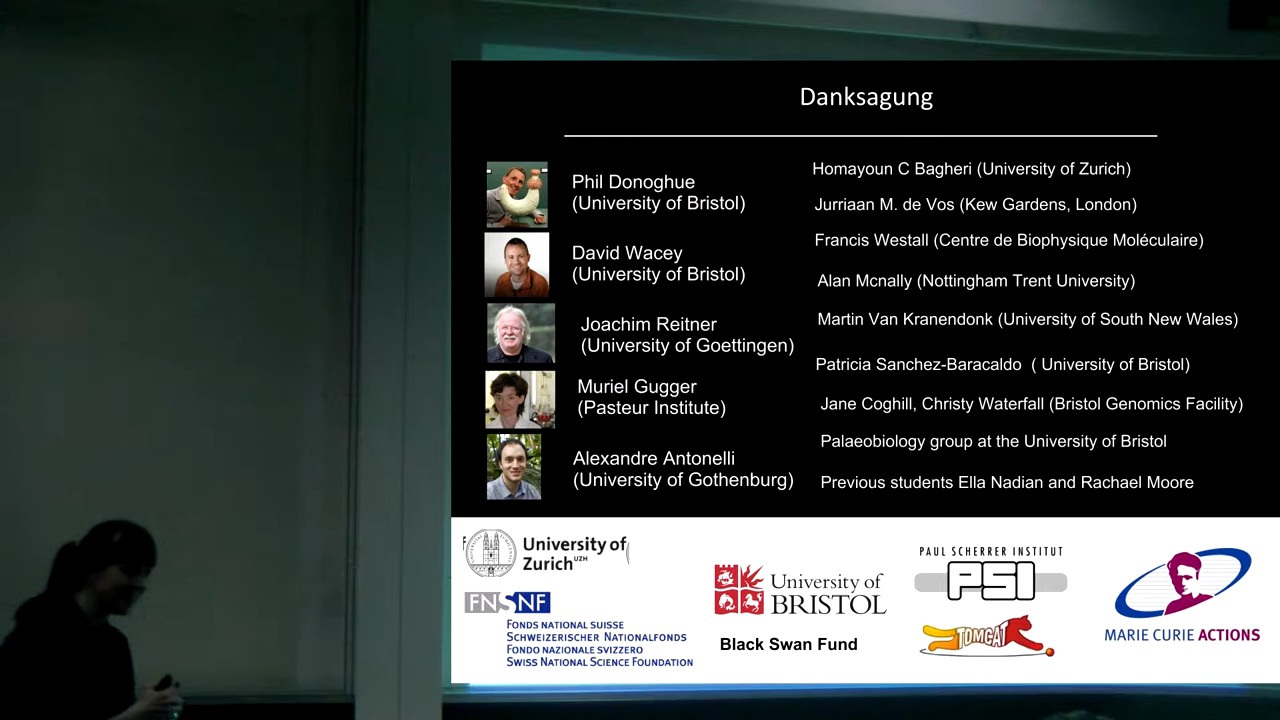 Danksagung
Phil Donoghue
(University of Bristol)
David Wacey
(University of Bristol)
Joachim Reitner
(University of Goettingen)
Muriel Gugger
(Pasteur Institute)
Alexandre Antonelli
(University of Gothenburg)
Homayoun C Bagheri (University of Zurich)
Jurriaan M. de Vos (Kew Gardens, London)
Francis Westall (Centre de Biophysique Moléculaire)
Alan Mcnally (Nottingham Trent University)
Martin Van Kranendonk (University of South New Wales)
Patricia Sanchez-Baracaldo  ( University of Bristol)
Jane Coghill, Christy Waterfall (Bristol Genomics Facility)
Palaeobiology group at the University of Bristol
Previous students Ella Nadian and Rachael Moore
University of
Zurich UZH
FNSNF
FONDS NATIONAL SUISSE
SCHWEIZERISCHER NATIONALFONDS
FONDO NAZIONALE SVIZZERO
SWISS NATIONAL SCIENCE FOUNDATION
University of
BRISTOL
Black Swan Fund
PAUL SCHERRER INSTITUT
PSI
TOMCAT
MARIE CURIE ACTIONS